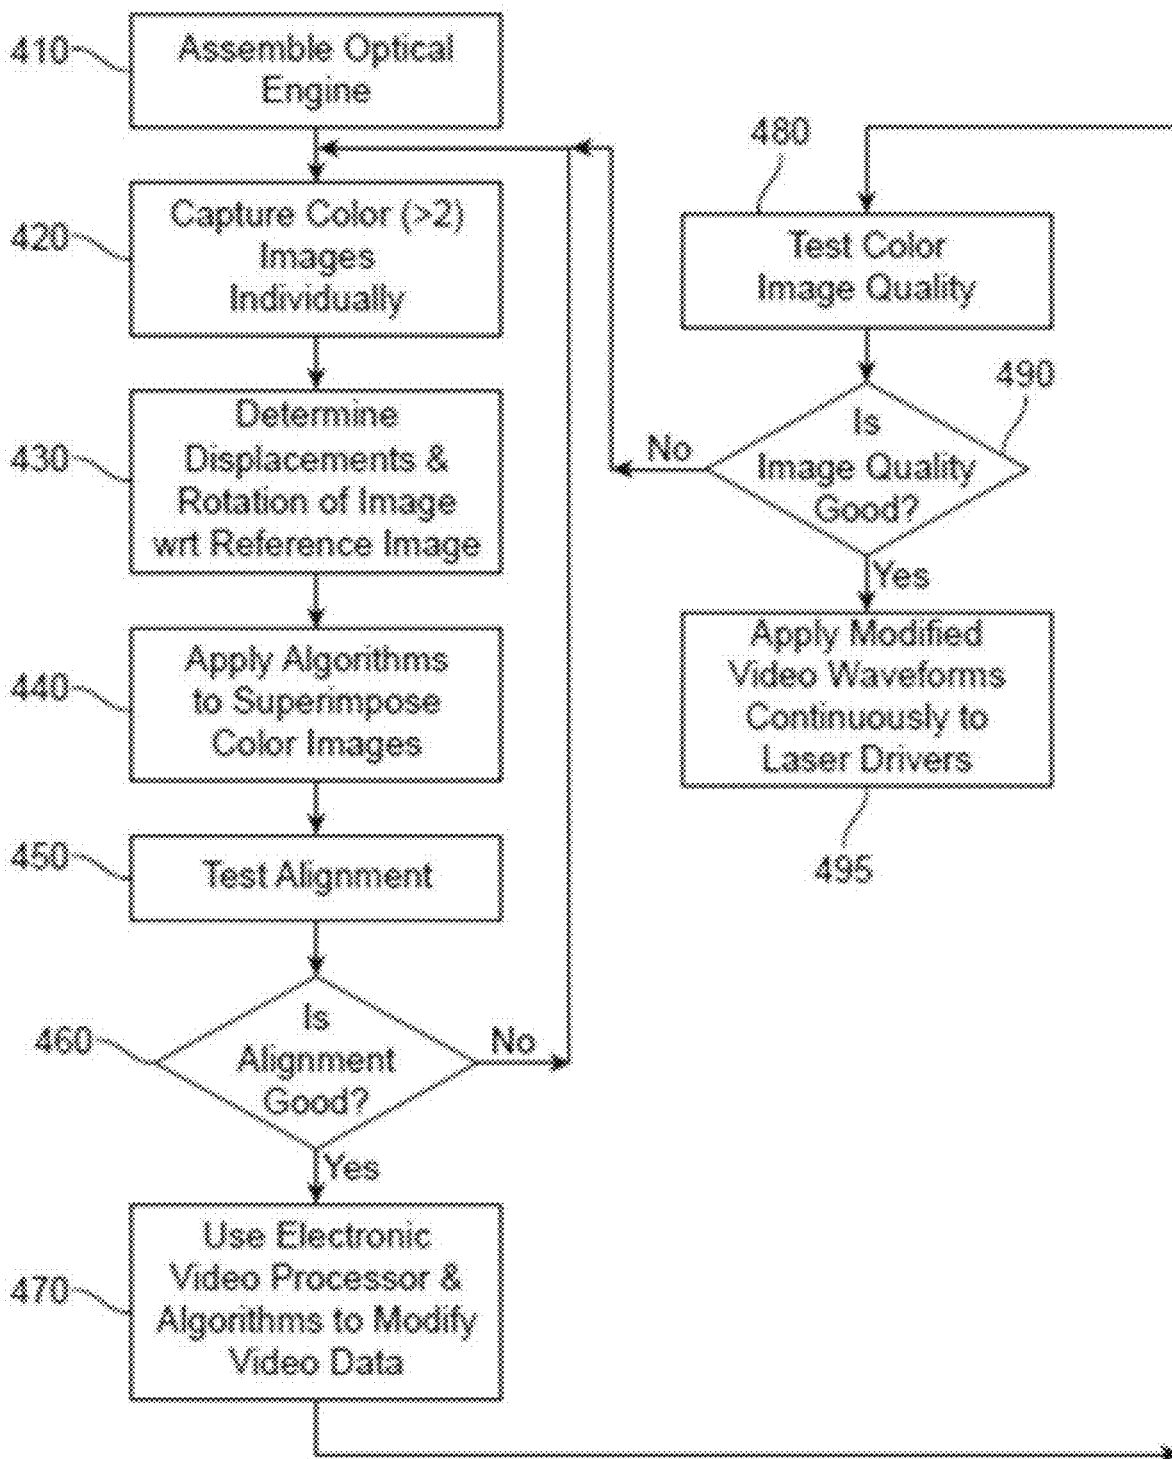 410
Assemble Optical
Engine
420
Capture Color (>2)
Images
Individually
430
Determine
Displacements &
Rotation of Image
wrt Reference Image
440
Apply Algorithms
to Superimpose
Color Images
450
Test Alignment
460
Is
Alignment
Good?
No
Yes
470
Use Electronic
Video Processor &
Algorithms to Modify
Video Data
480
Test Color
Image Quality
490
Is
Image Quality
Good?
No
Yes
Apply Modified
Video Waveforms
Continuously to
Laser Drivers
495